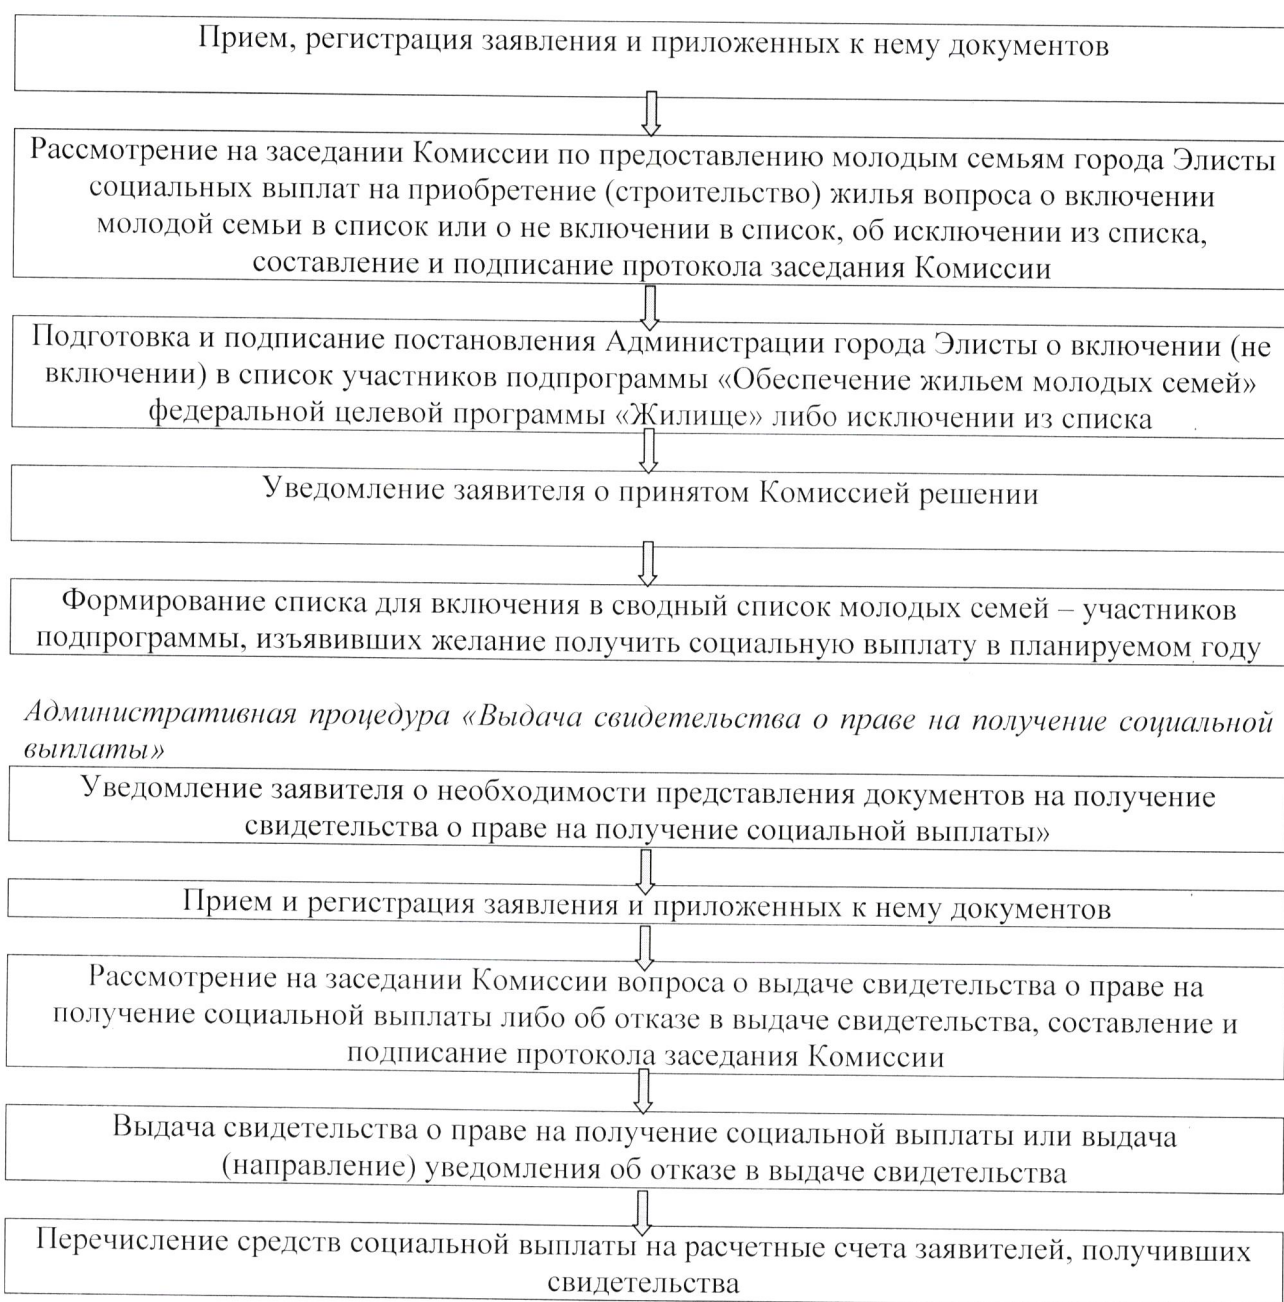 Прием, регистрация заявления и приложенных к нему документов
Рассмотрение на заседании Комиссии по предоставлению молодым семьям города Элисты
социальных выплат на приобретение (строительство) жилья вопроса о включении
молодой семьи в список или о не включении в список, об исключении из списка,
составление и подписание протокола заседания Комиссии
Подготовка и подписание постановления Администрации города Элисты о включении (не
включении) в список участников подпрограммы «Обеспечение жильем молодых семей»
федеральной целевой программы «Жилище» либо исключении из списка
Уведомление заявителя о принятом Комиссией решении
Формирование списка для включения в сводный список молодых семей – участников
подпрограммы, изъявивших желание получить социальную выплату в планируемом году
Административная процедура «Выдача свидетельства о праве на получение социальной
выплаты»
Уведомление заявителя о необходимости представления документов на получение
свидетельства о праве на получение социальной выплаты»
Прием и регистрация заявления и приложенных к нему документов
Рассмотрение на заседании Комиссии вопроса о выдаче свидетельства о праве на
получение социальной выплаты либо об отказе в выдаче свидетельства, составление и
подписание протокола заседания Комиссии
Выдача свидетельства о праве на получение социальной выплаты или выдача
(направление) уведомления об отказе в выдаче свидетельства
Перечисление средств социальной выплаты на расчетные счета заявителей, получивших
свидетельства